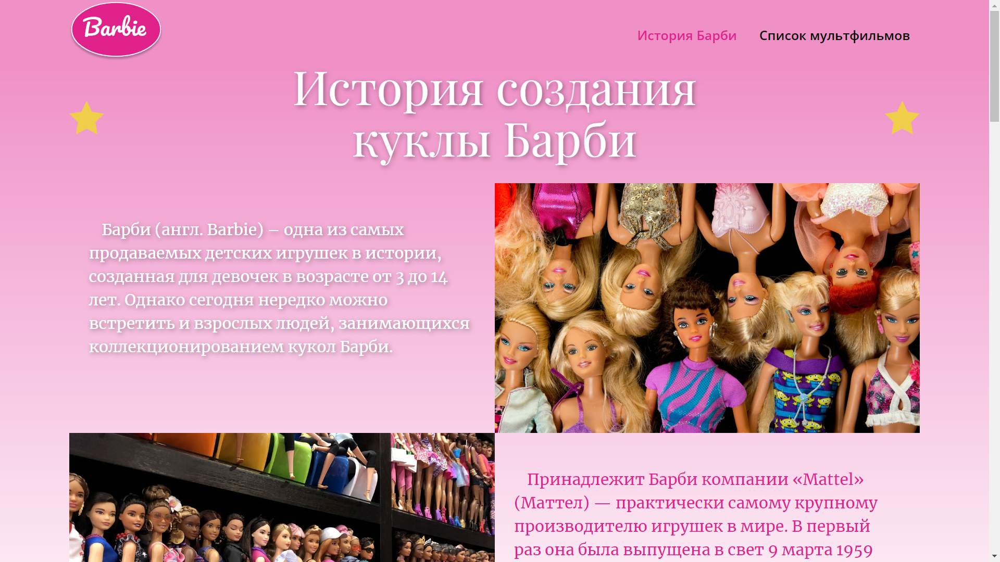 Barbie
История Барби
Список мультфильмов
История создания
куклы Барби
Барби (англ. Barbie) – одна из самых
продаваемых детских игрушек в истории,
созданная для девочек в возрасте от 3 до 14
лет. Однако сегодня нередко можно
встретить и взрослых людей, занимающихся
коллекционированием кукол Барби.
Принадлежит Барби компании «Mattel»
(Маттел) — практически самому крупному
производителю игрушек в мире. В первый
раз она была выпущена в свет 9 марта 1959